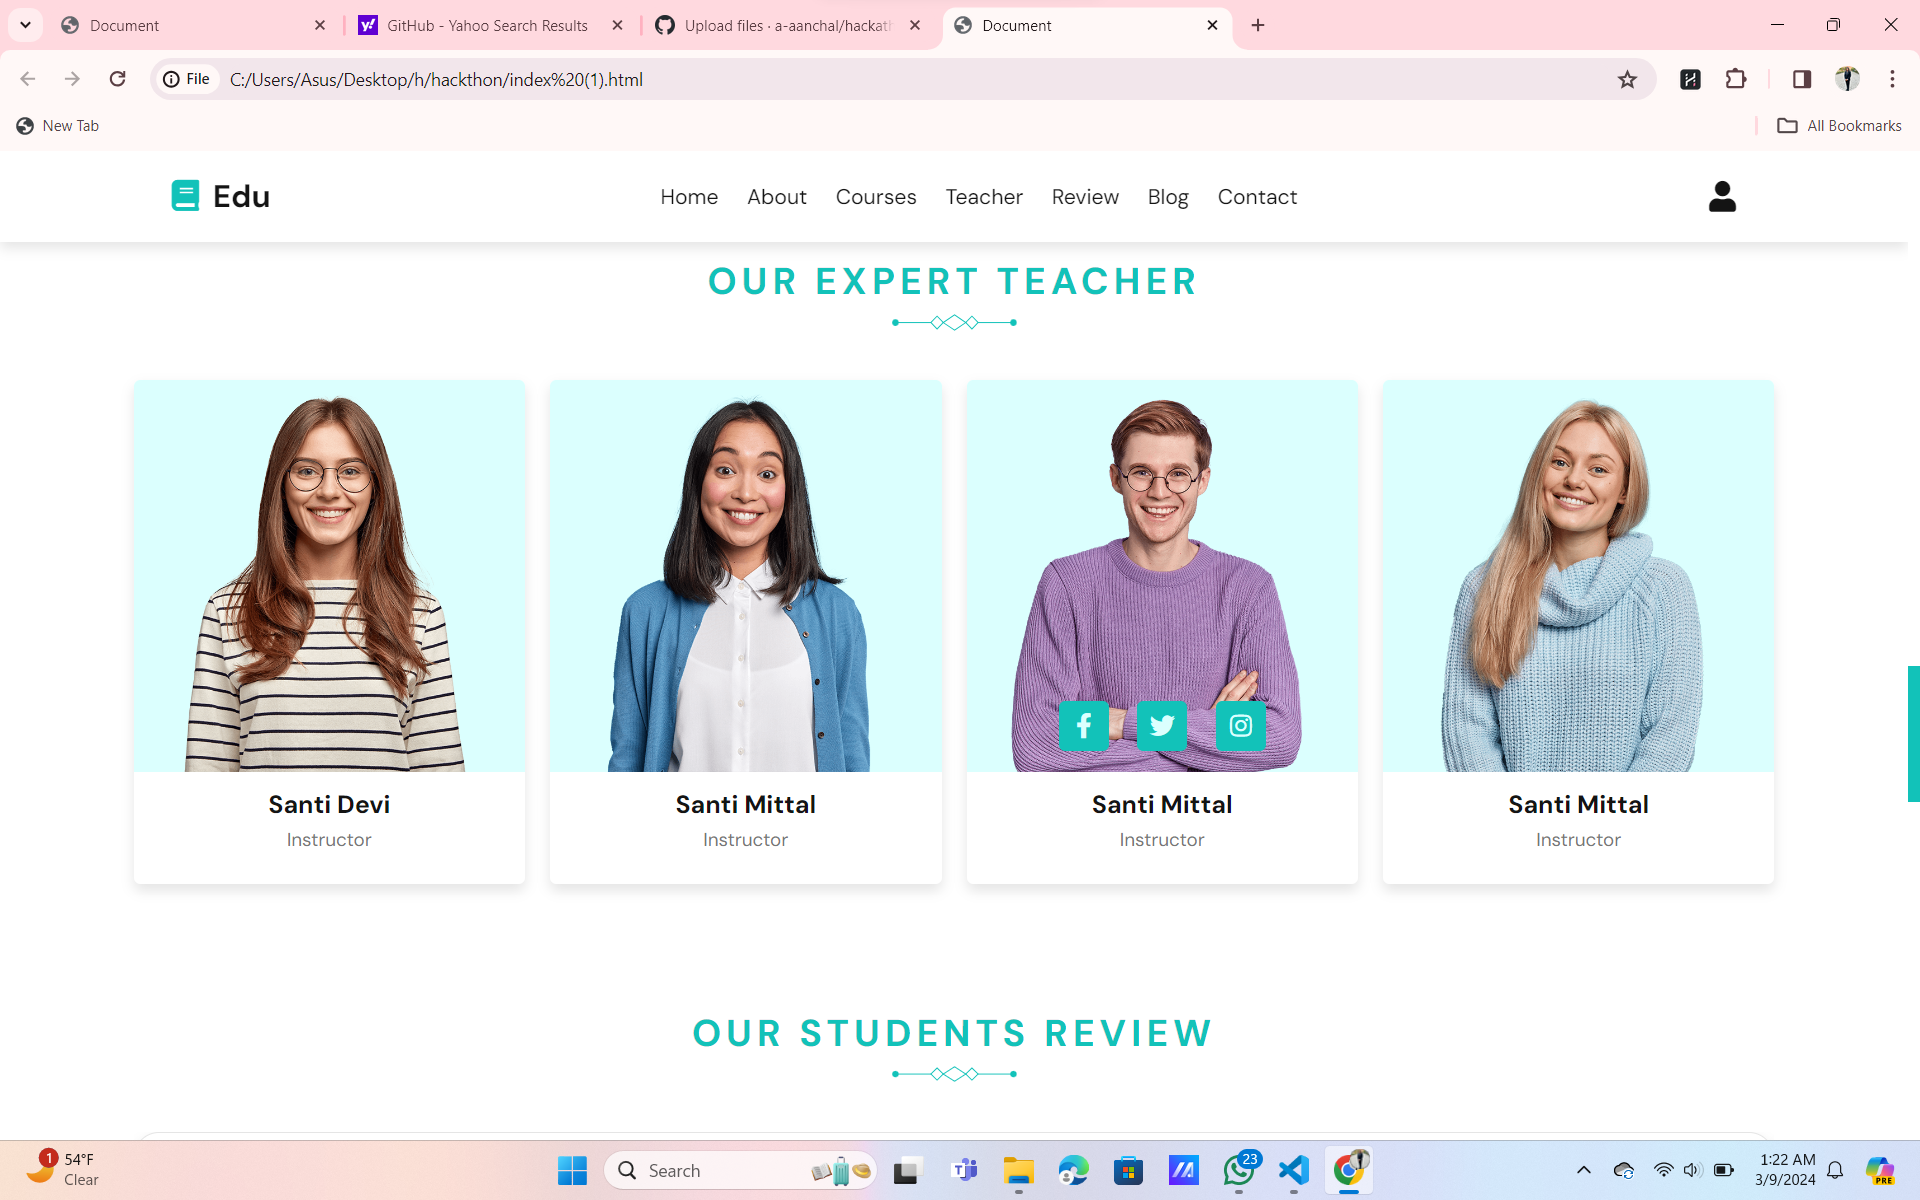 Document
GitHub - Yahoo Search Results
Upload files · a-aanchal/hackath
Document
File
C:/Users/Asus/Desktop/h/hackthon/index%20(1).html
New Tab
All Bookmarks
Edu
Home
About
Courses
Teacher
Review
Blog
Contact
OUR EXPERT TEACHER
Santi Devi
Instructor
Santi Mittal
Instructor
Santi Mittal
Instructor
Santi Mittal
Instructor
OUR STUDENTS REVIEW
1
54°F
Clear
Search
23
PRE
1:22 AM
3/9/2024